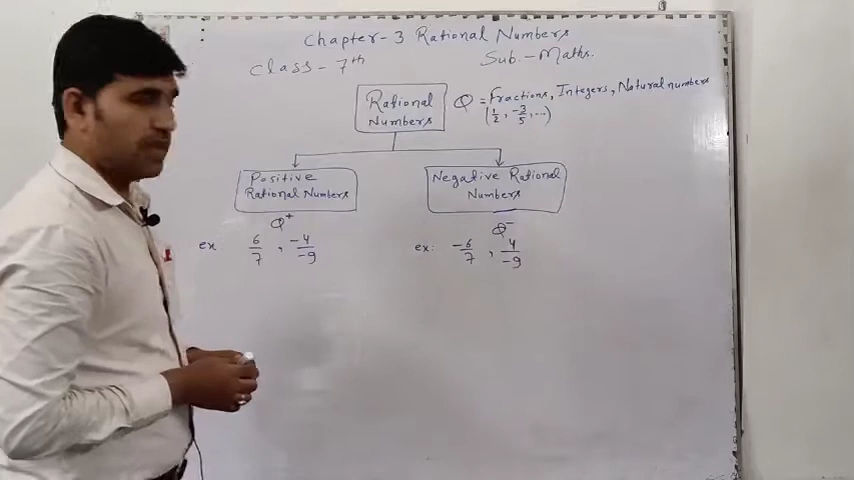 Chapter-3 Rational Numbers
Class-7th Sub.-Maths.
Rational Numbers Q = Fractions, Integers, Natural numbers
(1/2, -3/5, ...)
Positive Rational Numbers
Negative Rational Numbers
Q+
Q-
ex: 6/7, -4/-9
ex: -6/7, 4/-9